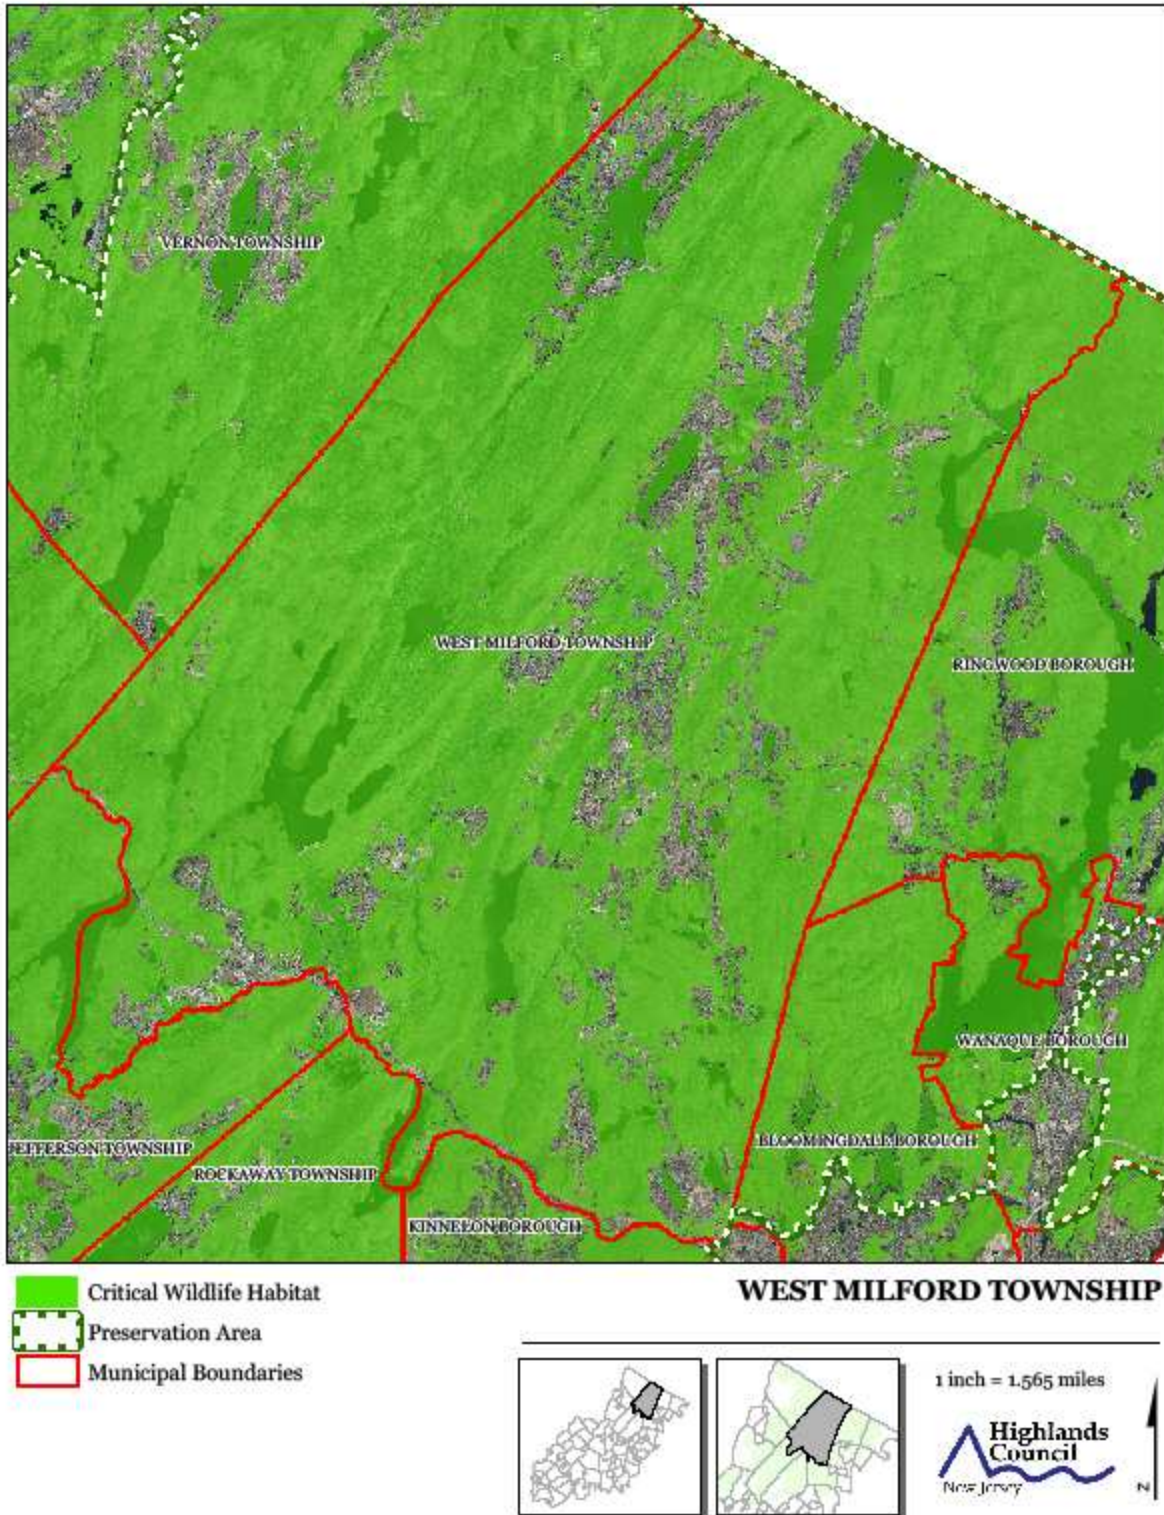 VERNON TOWNSHIP
WEST MILFORD TOWNSHIP
RINGWOOD BOROUGH
WANAQUE BOROUGH
BLOOMINGDALE BOROUGH
JEFFERSON TOWNSHIP
ROCKAWAY TOWNSHIP
KINNELON BOROUGH
Critical Wildlife Habitat
Preservation Area
Municipal Boundaries
WEST MILFORD TOWNSHIP
1 inch = 1.565 miles
Highlands
Council
New Jersey
N